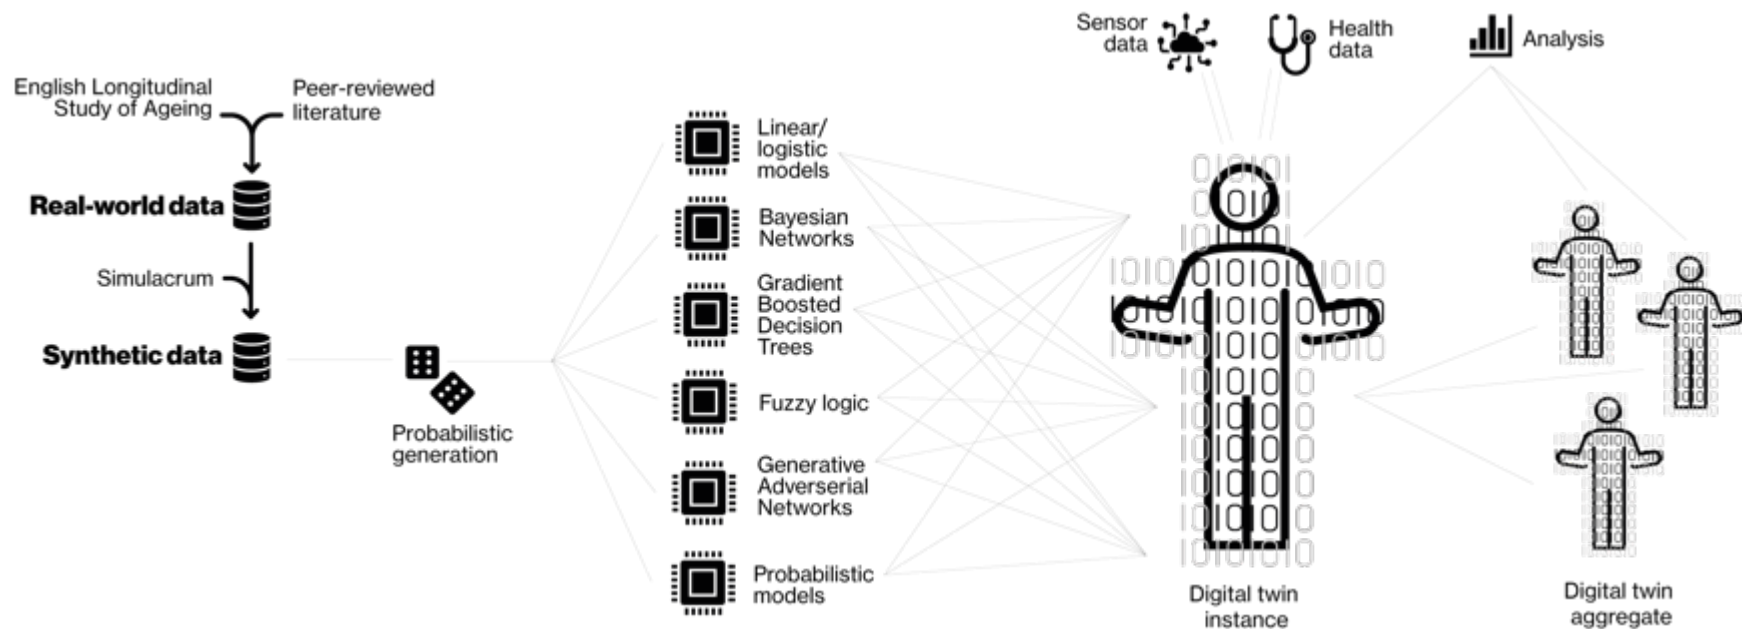 English Longitudinal
Study of Ageing
Peer-reviewed
literature
Real-world data
Simulacrum
Synthetic data
Probabilistic
generation
Linear/
logistic
models
Bayesian
Networks
Gradient
Boosted
Decision
Trees
Fuzzy logic
Generative
Adverserial
Networks
Probabilistic
models
Sensor
data
Health
data
Analysis
Digital twin
instance
Digital twin
aggregate